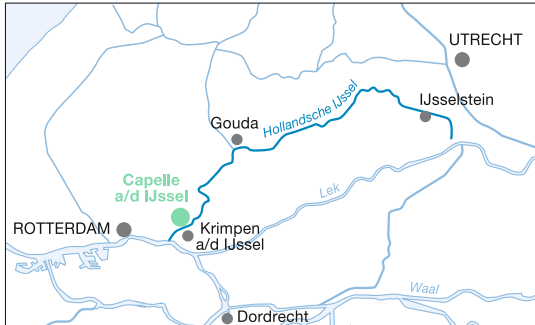 UTRECHT
IJsselstein
Hollandsche IJssel
Gouda
Capelle
a/d IJssel
Lek
ROTTERDAM
Krimpen
a/d IJssel
Waal
Dordrecht